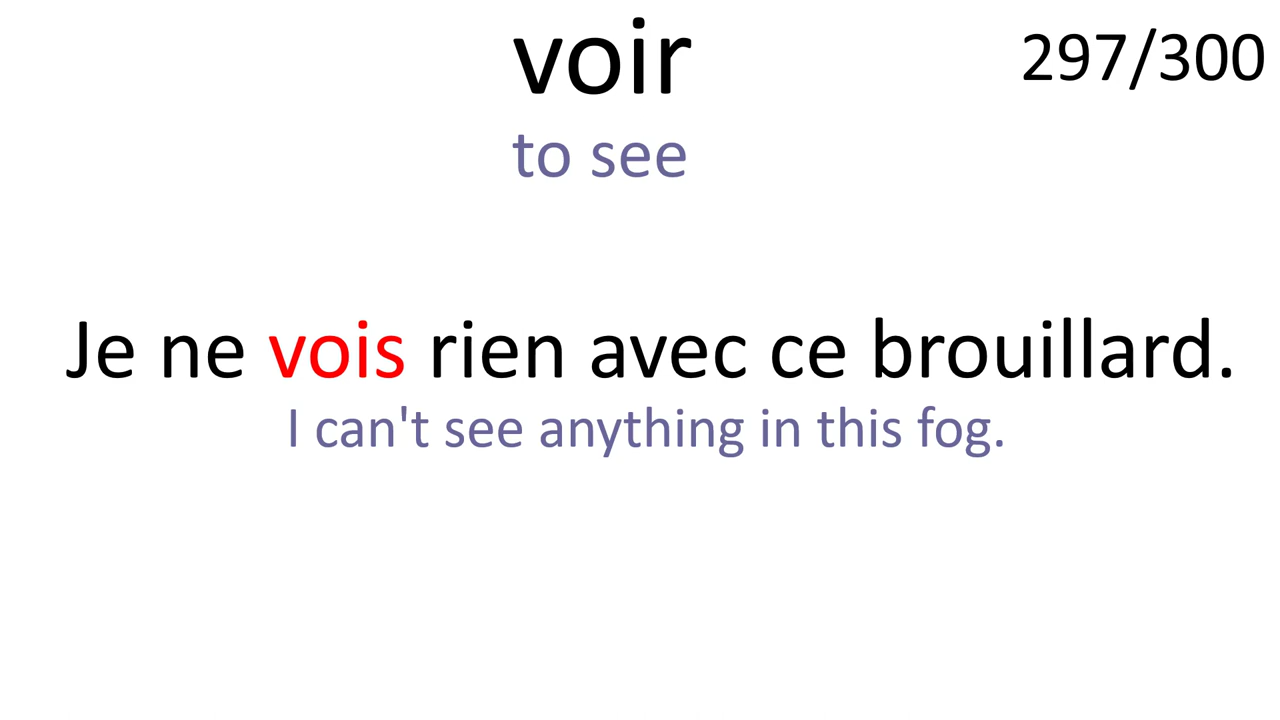 voir
297/300
to see
Je ne vois rien avec ce brouillard.
I can't see anything in this fog.